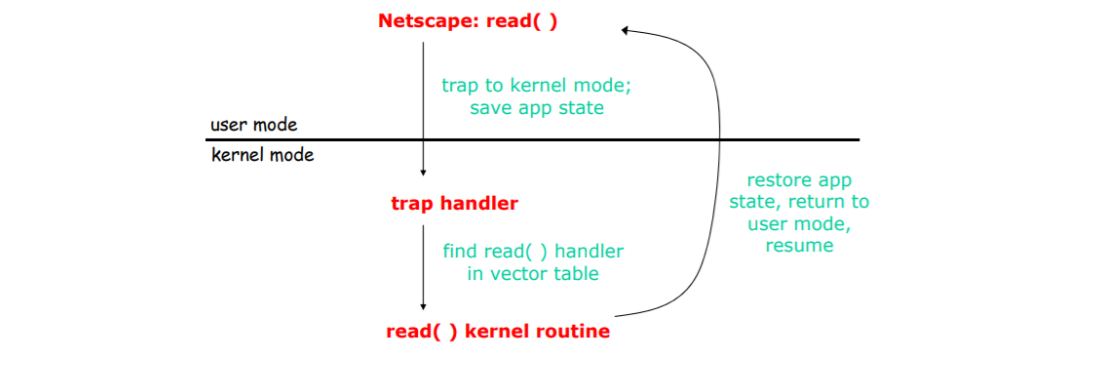 Netscape: read( )
trap to kernel mode;
save app state
user mode
kernel mode
trap handler
restore app
state, return to
user mode,
resume
find read( ) handler
in vector table
read( ) kernel routine